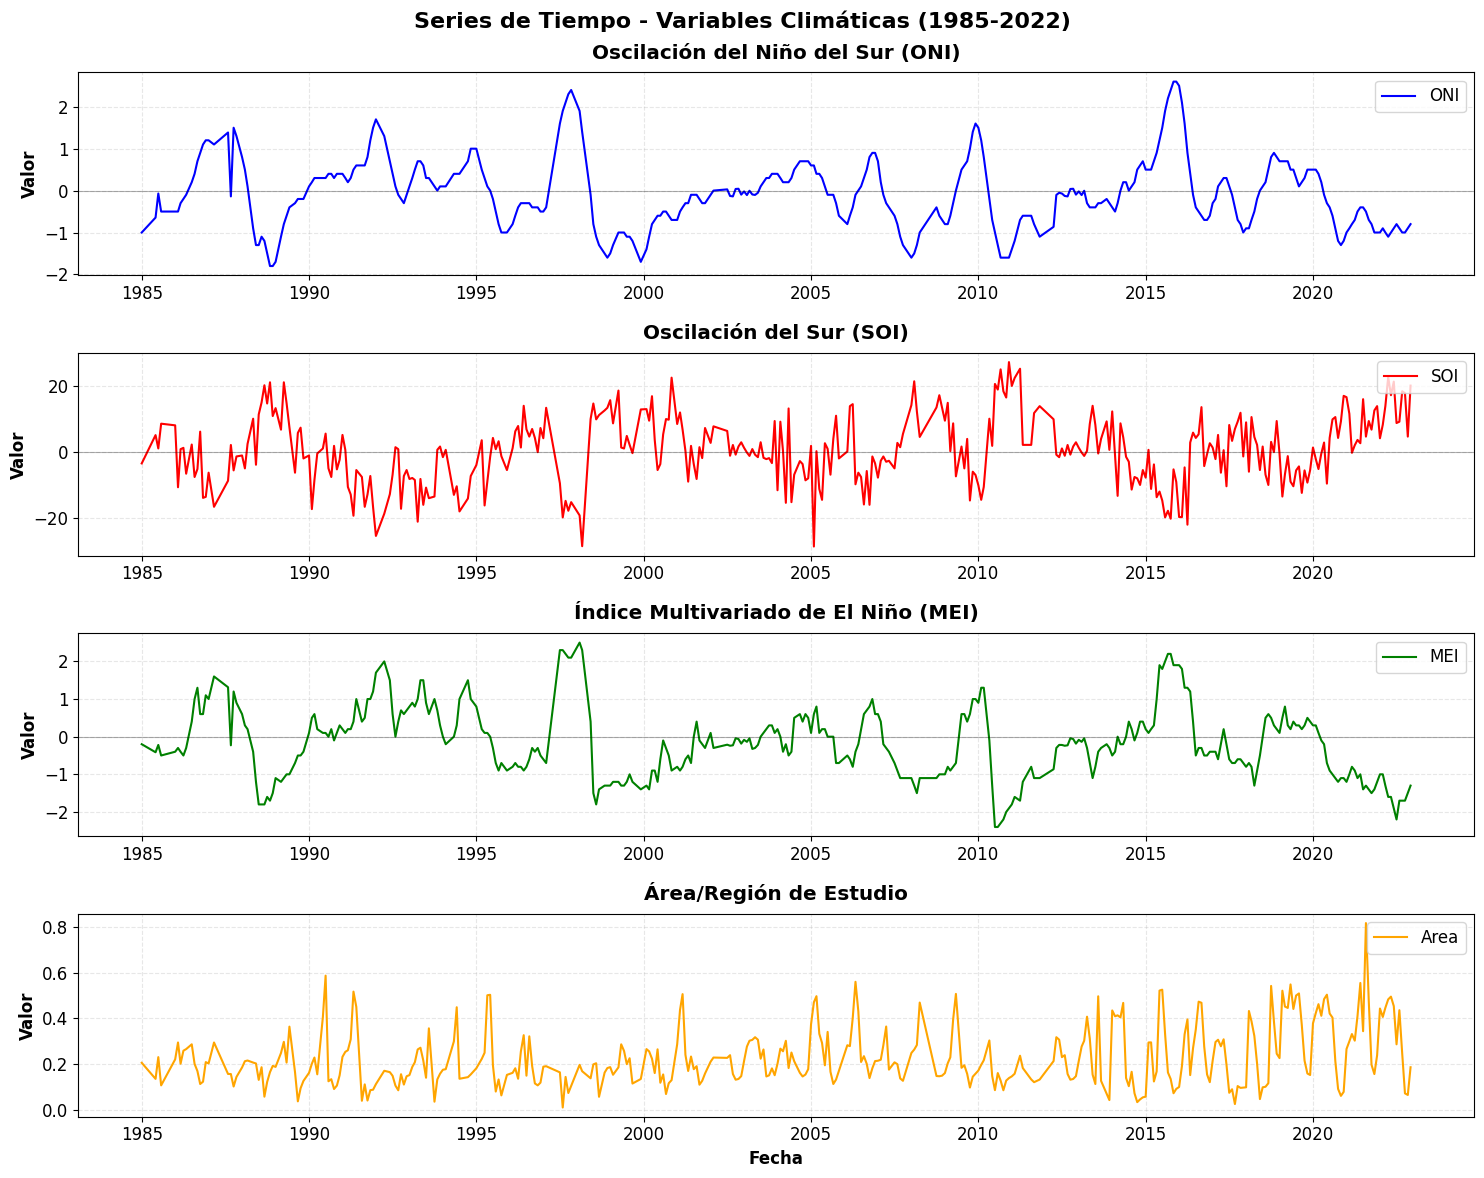 Series de Tiempo - Variables Climáticas (1985-2022)
Oscilación del Niño del Sur (ONI)
Valor
2
1
0
−1
−2
ONI
1985 1990 1995 2000 2005 2010 2015 2020
Oscilación del Sur (SOI)
Valor
20
0
−20
SOI
1985 1990 1995 2000 2005 2010 2015 2020
Índice Multivariado de El Niño (MEI)
Valor
2
1
0
−1
−2
MEI
1985 1990 1995 2000 2005 2010 2015 2020
Área/Región de Estudio
Valor
0.8
0.6
0.4
0.2
0.0
Area
1985 1990 1995 2000 2005 2010 2015 2020
Fecha